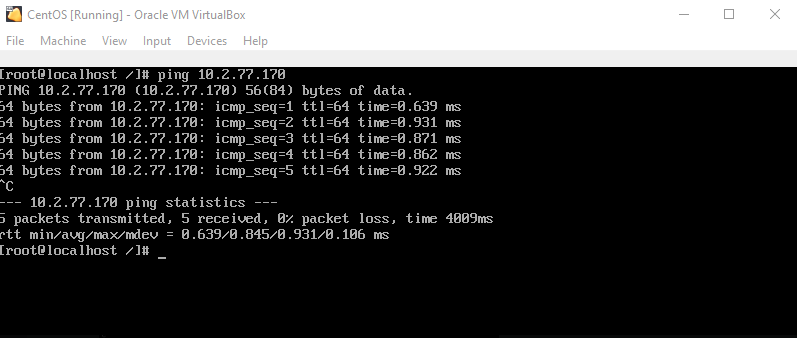 CentOS [Running] - Oracle VM VirtualBox
File Machine View Input Devices Help
[root@localhost /]# ping 10.2.77.170
PING 10.2.77.170 (10.2.77.170) 56(84) bytes of data.
64 bytes from 10.2.77.170: icmp_seq=1 ttl=64 time=0.639 ms
64 bytes from 10.2.77.170: icmp_seq=2 ttl=64 time=0.931 ms
64 bytes from 10.2.77.170: icmp_seq=3 ttl=64 time=0.871 ms
64 bytes from 10.2.77.170: icmp_seq=4 ttl=64 time=0.862 ms
64 bytes from 10.2.77.170: icmp_seq=5 ttl=64 time=0.922 ms
^C
--- 10.2.77.170 ping statistics ---
5 packets transmitted, 5 received, 0% packet loss, time 4009ms
rtt min/avg/max/mdev = 0.639/0.845/0.931/0.106 ms
[root@localhost /]# _